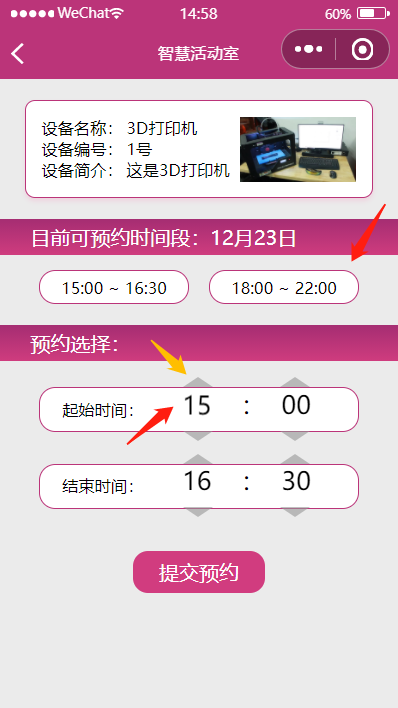 WeChat 14:58 60%
智慧活动室
设备名称： 3D打印机
设备编号： 1号
设备简介： 这是3D打印机
目前可预约时间段：12月23日
15:00 ~ 16:30 18:00 ~ 22:00
预约选择：
起始时间： 15 : 00
结束时间： 16 : 30
提交预约